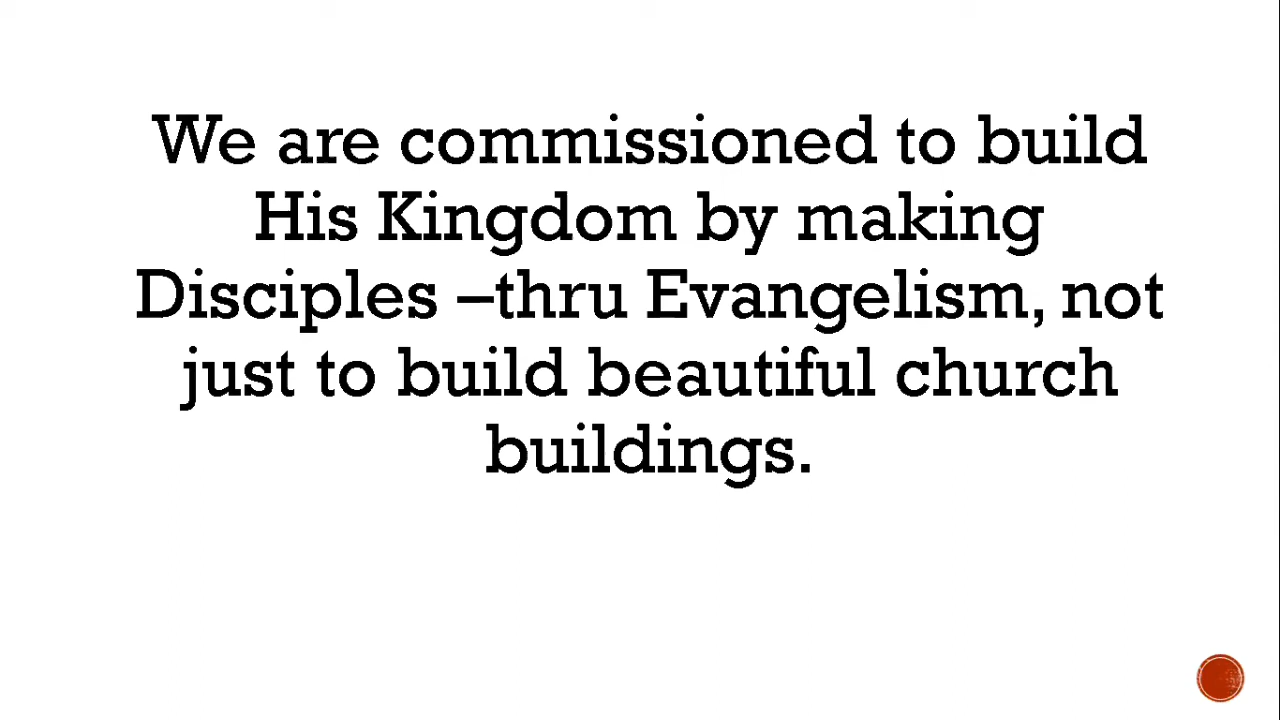 We are commissioned to build
His Kingdom by making
Disciples –thru Evangelism, not
just to build beautiful church
buildings.